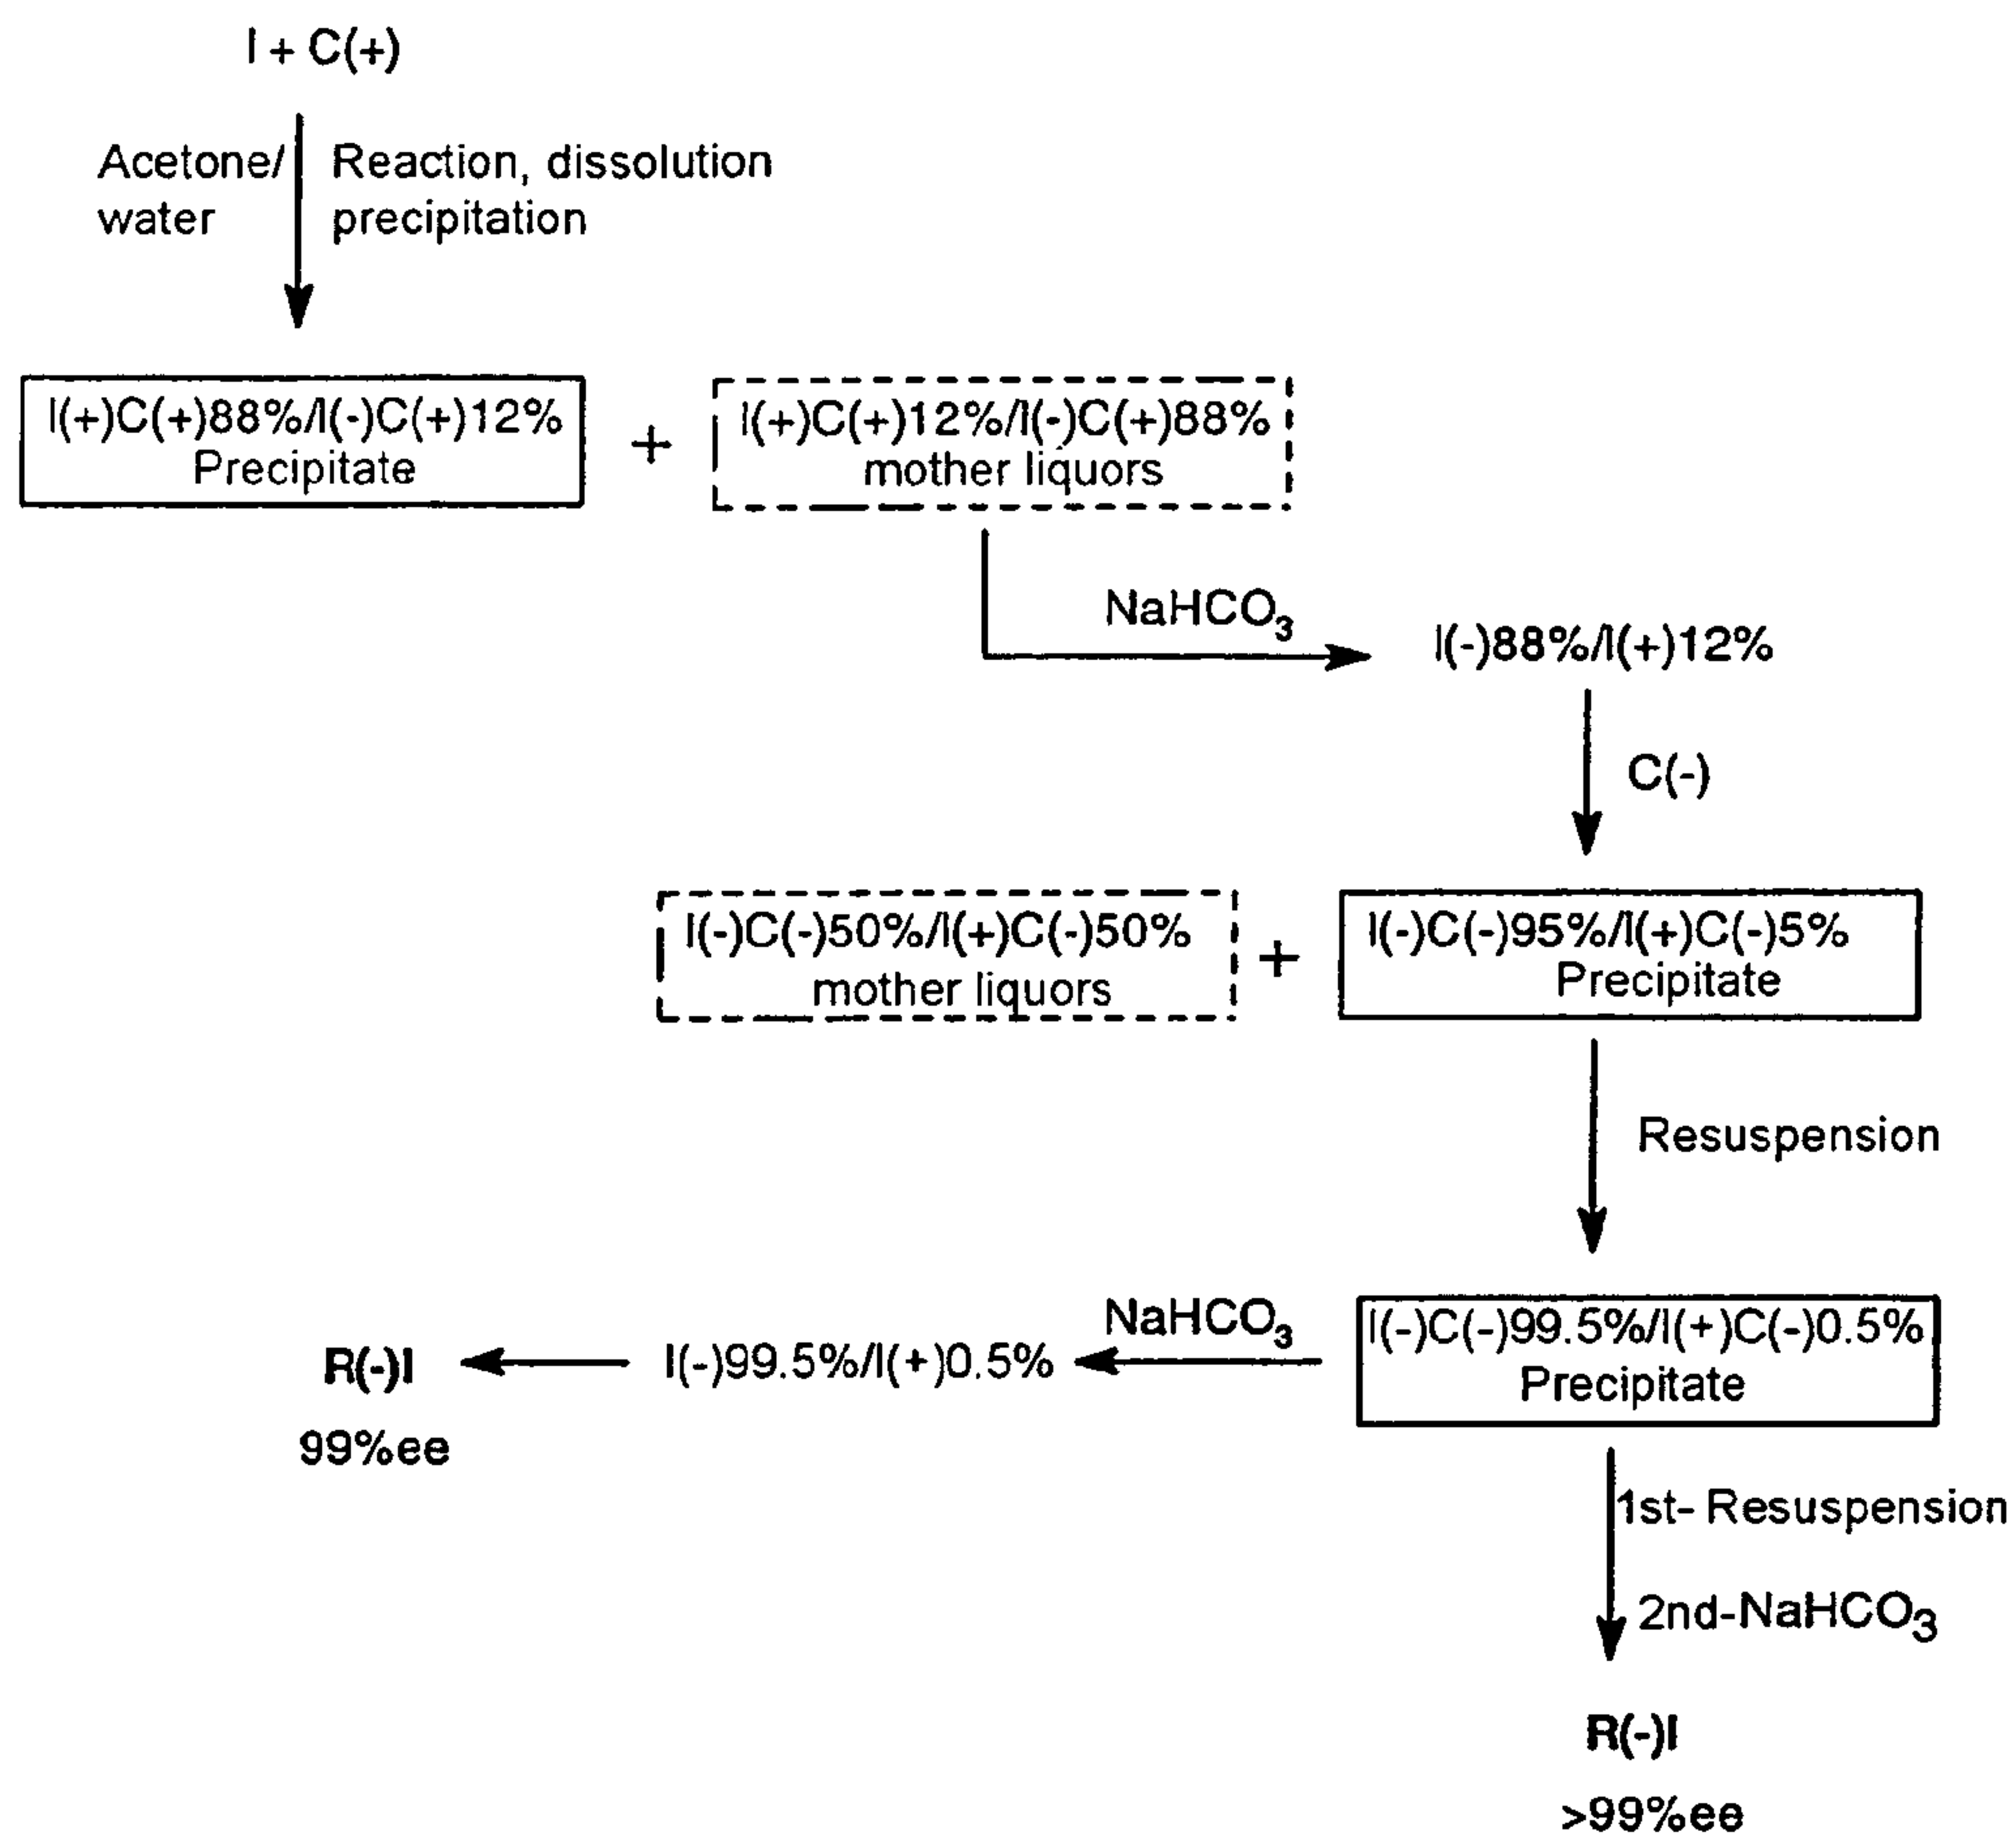 I + C(+)
Acetone/
water
Reaction, dissolution
precipitation
I(+)C(+)88%/I(-)C(+)12%
Precipitate
+
I(+)C(+)12%/I(-)C(+)88%
mother liquors
NaHCO3
I(-)88%/I(+)12%
C(-)
I(-)C(-)50%/I(+)C(-)50%
mother liquors
+
I(-)C(-)95%/I(+)C(-)5%
Precipitate
Resuspension
R(-)I
99%ee
I(-)99.5%/I(+)0.5%
NaHCO3
I(-)C(-)99.5%/I(+)C(-)0.5%
Precipitate
1st- Resuspension
2nd-NaHCO3
R(-)I
>99%ee